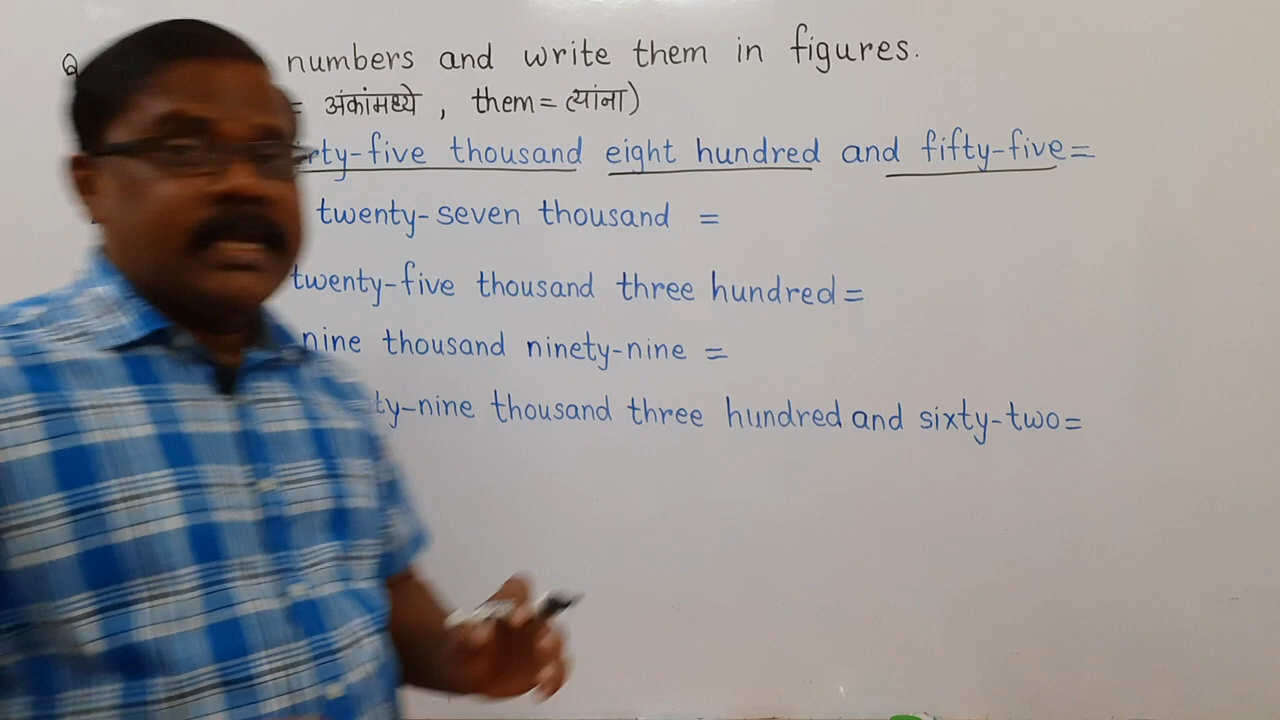 Q numbers and write them in figures.
= अंकांमध्ये , them = त्यांना)
rty-five thousand eight hundred and fifty-five =
twenty-seven thousand =
twenty-five thousand three hundred =
nine thousand ninety-nine =
ty-nine thousand three hundred and sixty-two =